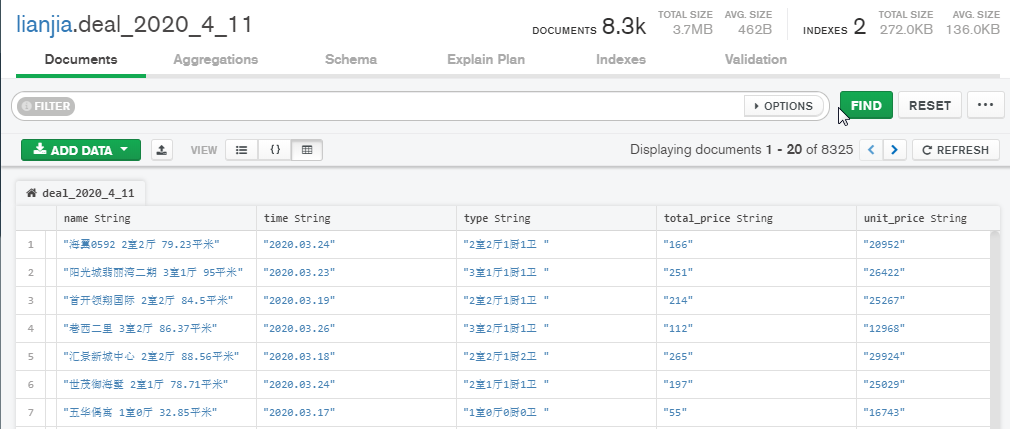 lianjia.deal_2020_4_11
DOCUMENTS 8.3k TOTAL SIZE 3.7MB AVG. SIZE 462B INDEXES 2 TOTAL SIZE 272.0KB AVG. SIZE 136.0KB
Documents Aggregations Schema Explain Plan Indexes Validation
FILTER OPTIONS FIND RESET ...
ADD DATA VIEW {} Displaying documents 1 - 20 of 8325 < > REFRESH
deal_2020_4_11
name String time String type String total_price String unit_price String
1 "海翼0592 2室2厅 79.23平米" "2020.03.24" "2室2厅1厨1卫 " "166" "20952"
2 "阳光城翡丽湾二期 3室1厅 95平米" "2020.03.23" "3室1厅1厨1卫 " "251" "26422"
3 "首开领翔国际 2室2厅 84.5平米" "2020.03.19" "2室2厅1厨1卫 " "214" "25267"
4 "巷西二里 3室2厅 86.37平米" "2020.03.26" "3室2厅1厨1卫 " "112" "12968"
5 "汇景新城中心 2室2厅 88.56平米" "2020.03.18" "2室2厅1厨2卫 " "265" "29924"
6 "世茂御海墅 2室1厅 78.71平米" "2020.03.24" "2室1厅1厨1卫 " "197" "25029"
7 "五华偶寓 1室0厅 32.85平米" "2020.03.17" "1室0厅0厨0卫 " "55" "16743"